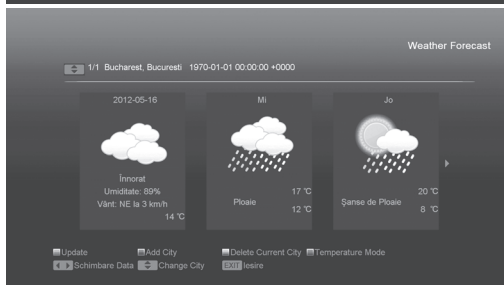 Weather Forecast
1/1 Bucharest, Bucuresti 1970-01-01 00:00:00 +0000
2012-05-16
Mi
Jo
Înnorat
Umiditate: 89%
Vânt: NE la 3 km/h
14 °C
Ploaie
17 °C
12 °C
Șanse de Ploaie
20 °C
8 °C
Update Add City Delete Current City Temperature Mode
Schimbare Data Change City EXIT Iesire